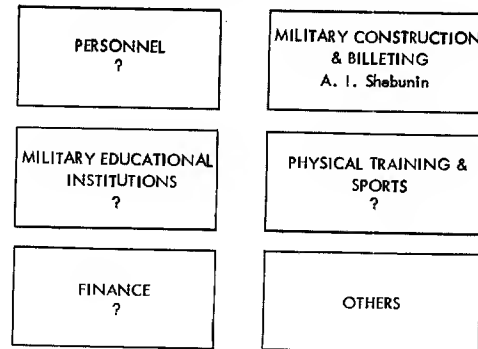 PERSONNEL
?
MILITARY CONSTRUCTION
& BILLETING
A. I. Shebunin
MILITARY EDUCATIONAL
INSTITUTIONS
?
PHYSICAL TRAINING &
SPORTS
?
FINANCE
?
OTHERS